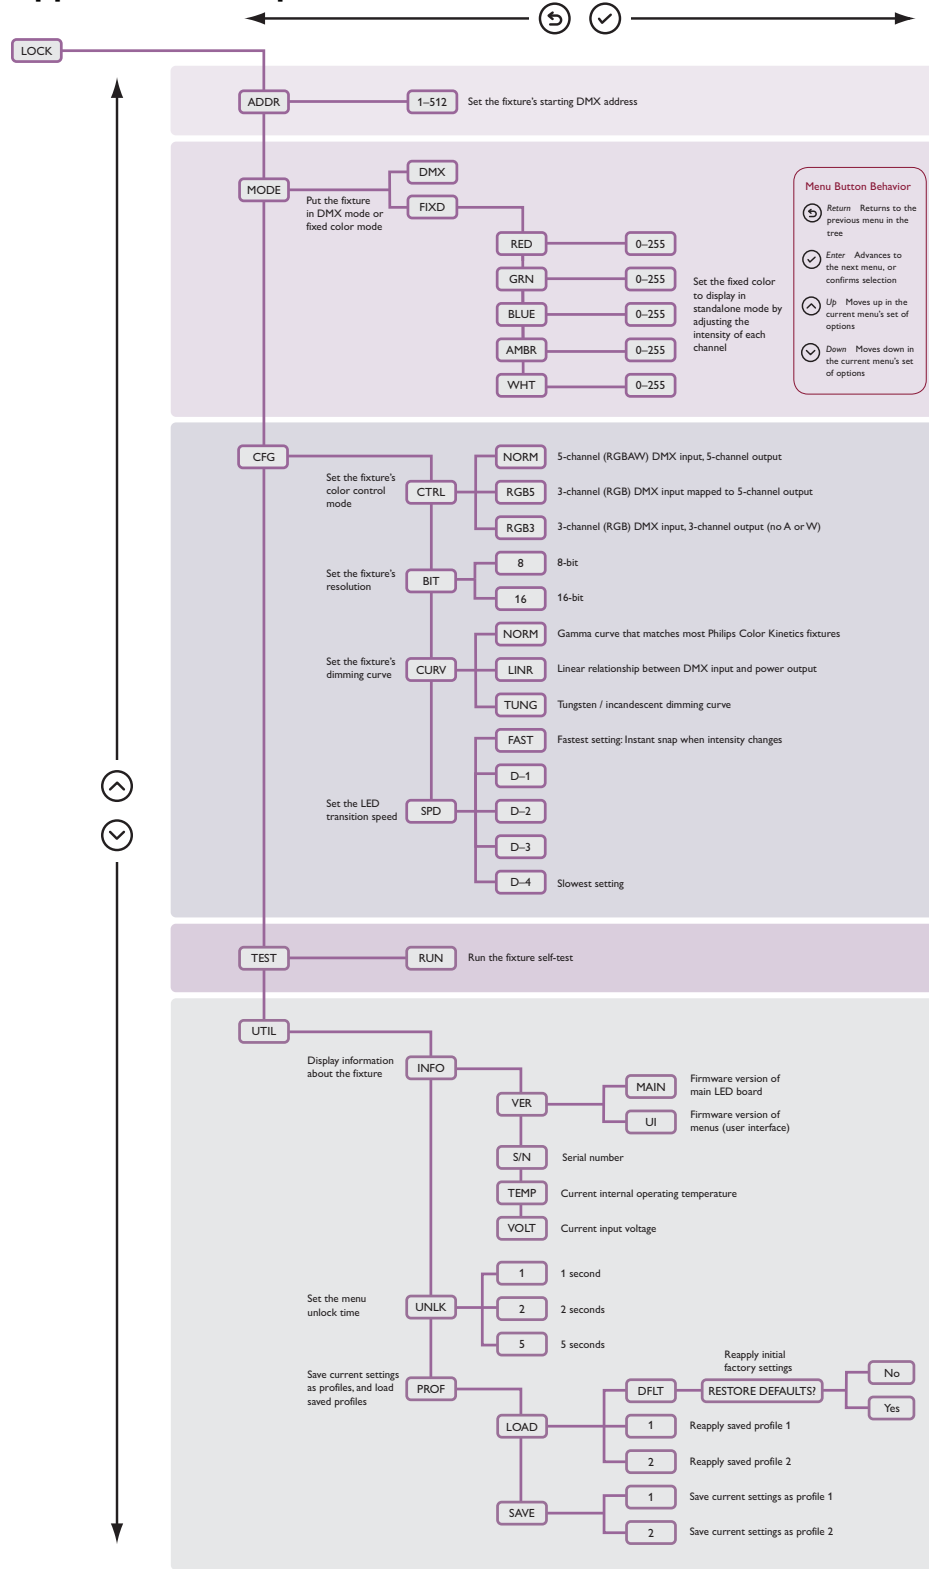 LOCK
ADDR
1–512
Set the fixture's starting DMX address
MODE
Put the fixture
in DMX mode or
fixed color mode
DMX
FIXD
RED
0–255
GRN
0–255
BLUE
0–255
AMBR
0–255
WHT
0–255
Set the fixed color
to display in
standalone mode by
adjusting the
intensity of each
channel
Menu Button Behavior
Return Returns to the
previous menu in the
tree
Enter Advances to
the next menu, or
confirms selection
Up Moves up in the
current menu's set of
options
Down Moves down in
the current menu's set
of options
CFG
Set the fixture's
color control
mode
CTRL
NORM
5-channel (RGBAW) DMX input, 5-channel output
RGB5
3-channel (RGB) DMX input mapped to 5-channel output
RGB3
3-channel (RGB) DMX input, 3-channel output (no A or W)
Set the fixture's
resolution
BIT
8
8-bit
16
16-bit
Set the fixture's
dimming curve
CURV
NORM
Gamma curve that matches most Philips Color Kinetics fixtures
LINR
Linear relationship between DMX input and power output
TUNG
Tungsten / incandescent dimming curve
Set the LED
transition speed
SPD
FAST
Fastest setting: Instant snap when intensity changes
D–1
D–2
D–3
D–4
Slowest setting
TEST
RUN
Run the fixture self-test
UTIL
Display information
about the fixture
INFO
VER
MAIN
Firmware version of
main LED board
UI
Firmware version of
menus (user interface)
S/N
Serial number
TEMP
Current internal operating temperature
VOLT
Current input voltage
Set the menu
unlock time
UNLK
1
1 second
2
2 seconds
5
5 seconds
Save current settings
as profiles, and load
saved profiles
PROF
LOAD
DFLT
Reapply initial
factory settings
RESTORE DEFAULTS?
No
Yes
1
Reapply saved profile 1
2
Reapply saved profile 2
SAVE
1
Save current settings as profile 1
2
Save current settings as profile 2